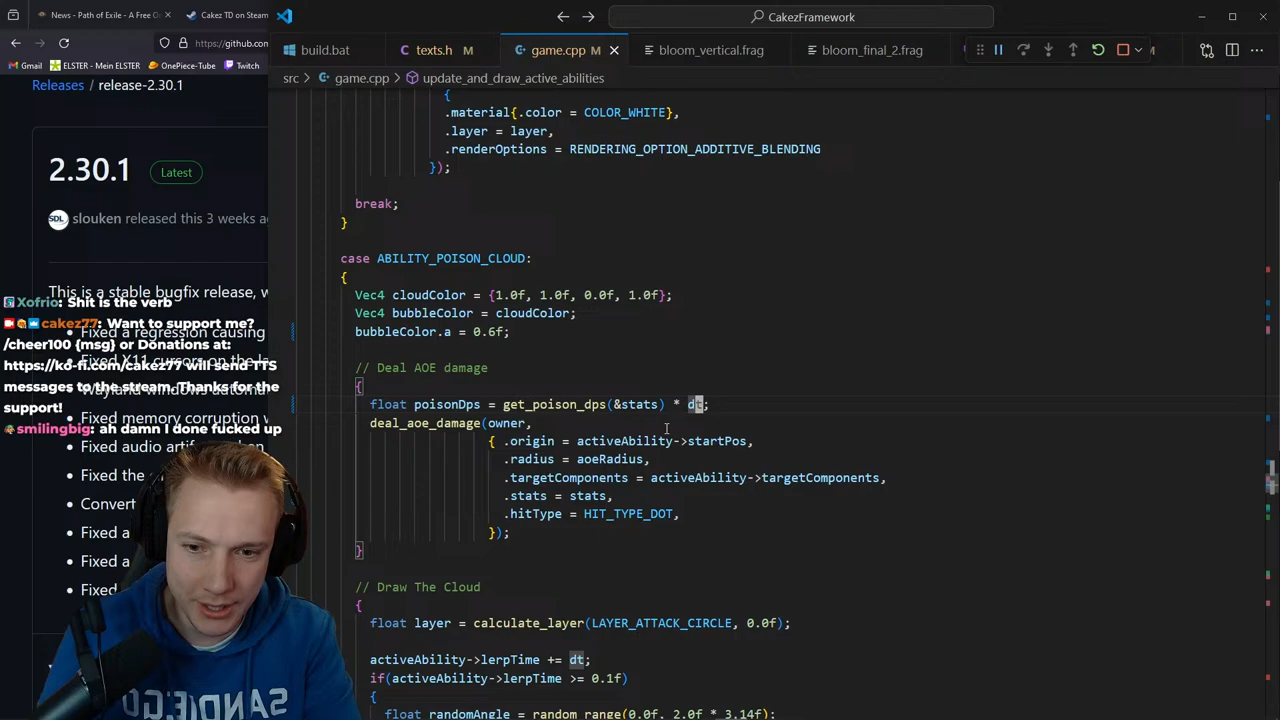 News - Path of Exile - A Free O
Cakez TD on Steam
CakezFramework
https://github.com
Gmail
ELSTER - Mein ELSTER
OnePiece-Tube
Twitch
build.bat
texts.h M
game.cpp M
bloom_vertical.frag
bloom_final_2.frag
src > game.cpp > update_and_draw_active_abilities
Releases / release-2.30.1
2.30.1 Latest
slouken released this 3 weeks ag
This is a stable bugfix release, w
Xofrio: Shit is the verb
cakez77: Want to support me?
/cheer100 {msg} or Donations at:
https://ko-fi.com/cakez77 will send TTS
messages to the stream. Thanks for the
support!
smilingbig: ah damn I done fucked up
Fixed a regression causing
Fixed X11 cursors on the la
Wayland windows automa
Fixed memory corruption w
Fixed audio artif
Fixed the
Convert
Fixed a
Fixed a
Fixed
{
.material{.color = COLOR_WHITE},
.layer = layer,
.renderOptions = RENDERING_OPTION_ADDITIVE_BLENDING
});
break;
}
case ABILITY_POISON_CLOUD:
{
Vec4 cloudColor = {1.0f, 1.0f, 0.0f, 1.0f};
Vec4 bubbleColor = cloudColor;
bubbleColor.a = 0.6f;
// Deal AOE damage
{
float poisonDps = get_poison_dps(&stats) * dt;
deal_aoe_damage(owner,
{ .origin = activeAbility->startPos,
.radius = aoeRadius,
.targetComponents = activeAbility->targetComponents,
.stats = stats,
.hitType = HIT_TYPE_DOT,
});
}
// Draw The Cloud
{
float layer = calculate_layer(LAYER_ATTACK_CIRCLE, 0.0f);
activeAbility->lerpTime += dt;
if(activeAbility->lerpTime >= 0.1f)
{
float randomAngle = random_range(0.0f, 2.0f * 3.14f);
SANDIEGO